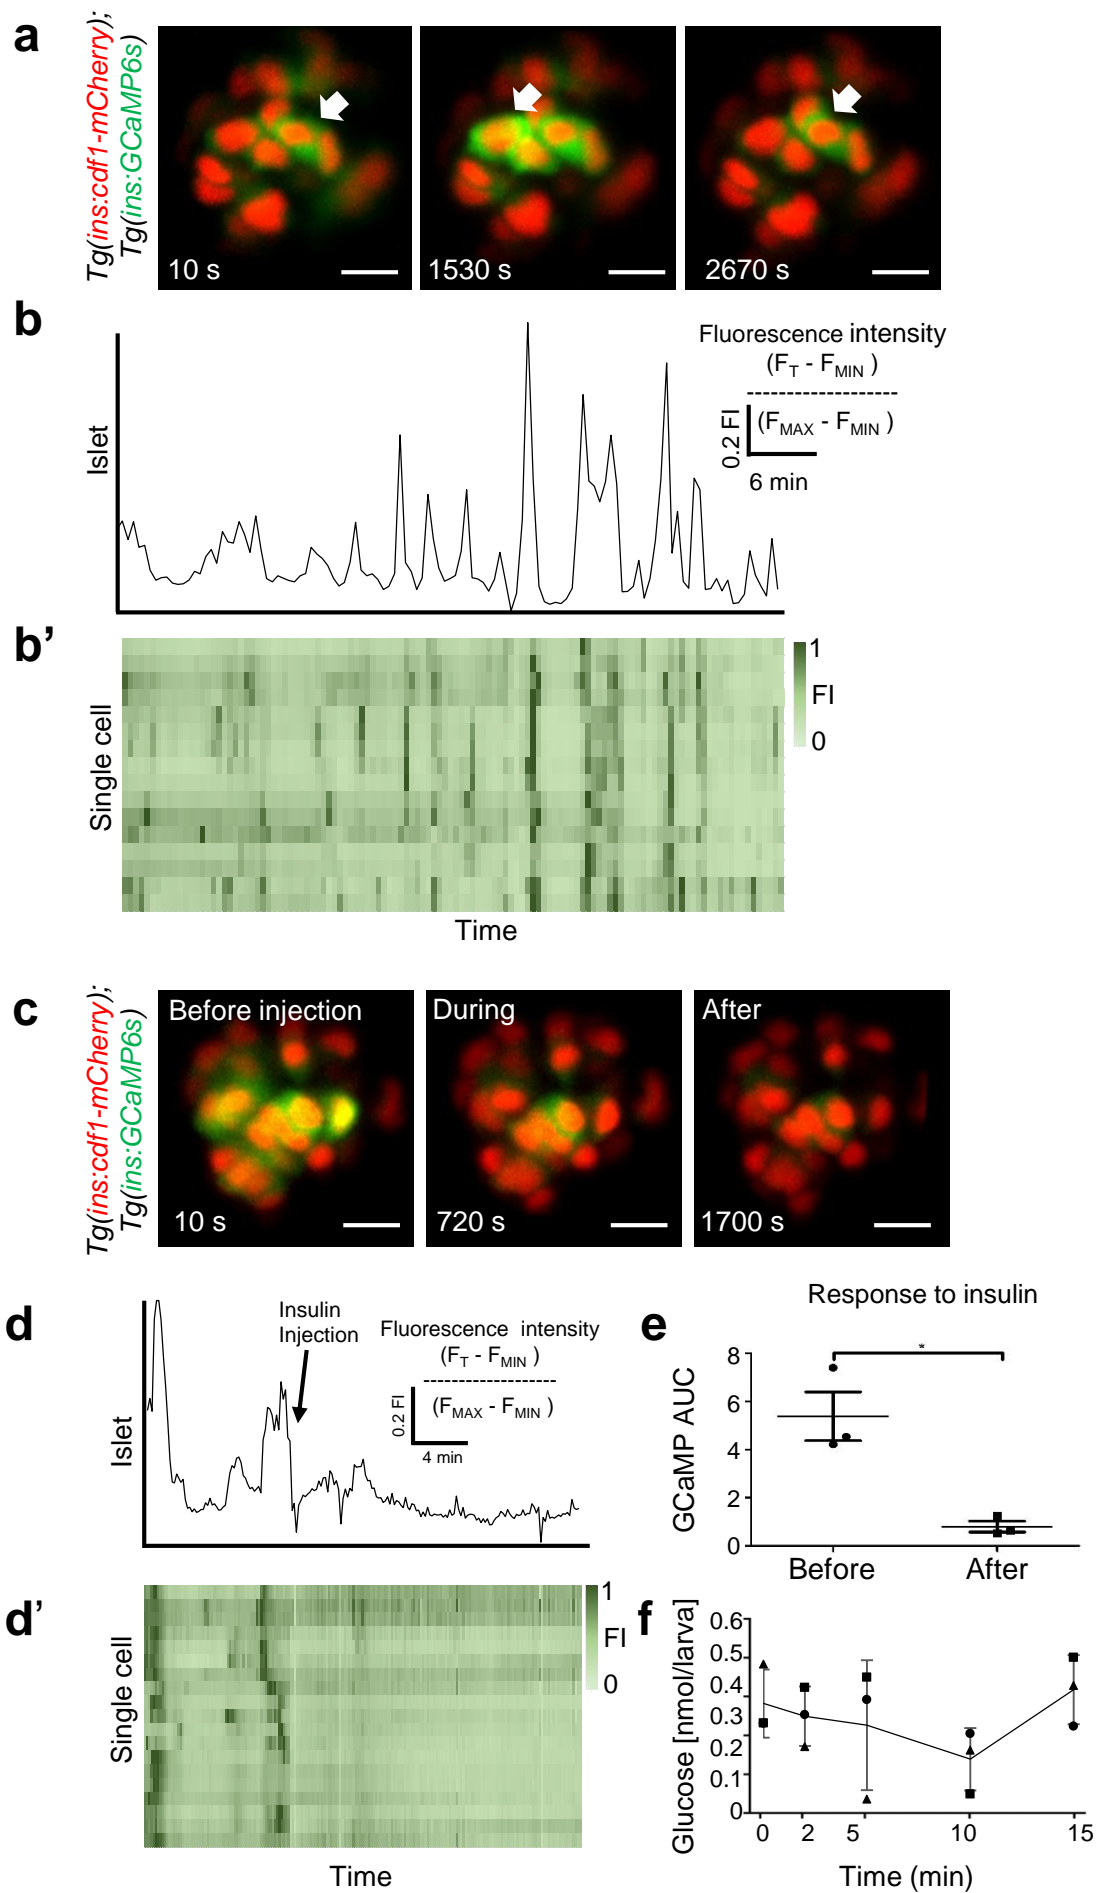 a
Tg(ins:cdf1-mCherry);
Tg(ins:GCaMP6s)
10 s
1530 s
2670 s
b
Islet
Fluorescence intensity
(FT - FMIN )
--------------------
(FMAX - FMIN )
0.2 FI
6 min
b’
Single cell
1
FI
0
Time
c
Tg(ins:cdf1-mCherry);
Tg(ins:GCaMP6s)
Before injection
During
After
10 s
720 s
1700 s
d
Islet
Insulin
Injection
Fluorescence intensity
(FT - FMIN )
--------------------
(FMAX - FMIN )
0.2 FI
4 min
e
Response to insulin
*
GCaMP AUC
8
6
4
2
0
Before
After
d’
Single cell
1
FI
0
Time
f
Glucose [nmol/larva]
0.6
0.5
0.4
0.3
0.2
0.1
0
0 2 5 10 15
Time (min)